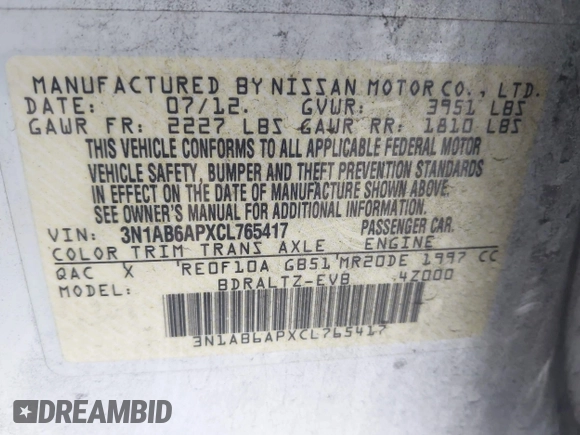 MANUFACTURED BY NISSAN MOTOR CO., LTD.
DATE: 07/12. GVWR: 3951 LBS
GAWR FR: 2227 LBS GAWR RR: 1810 LBS
THIS VEHICLE CONFORMS TO ALL APPLICABLE FEDERAL MOTOR
VEHICLE SAFETY, BUMPER AND THEFT PREVENTION STANDARDS
IN EFFECT ON THE DATE OF MANUFACTURE SHOWN ABOVE.
SEE OWNER'S MANUAL FOR ADDITIONAL INFORMATION
VIN: 3N1AB6APXCL765417 PASSENGER CAR.
COLOR TRIM TRANS AXLE ENGINE
QAC X RE0F10A GB51 MR20DE 1997 CC
MODEL: BDRALTZ-EVB 4Z000
3N1AB6APXCL765417
DREAMBID